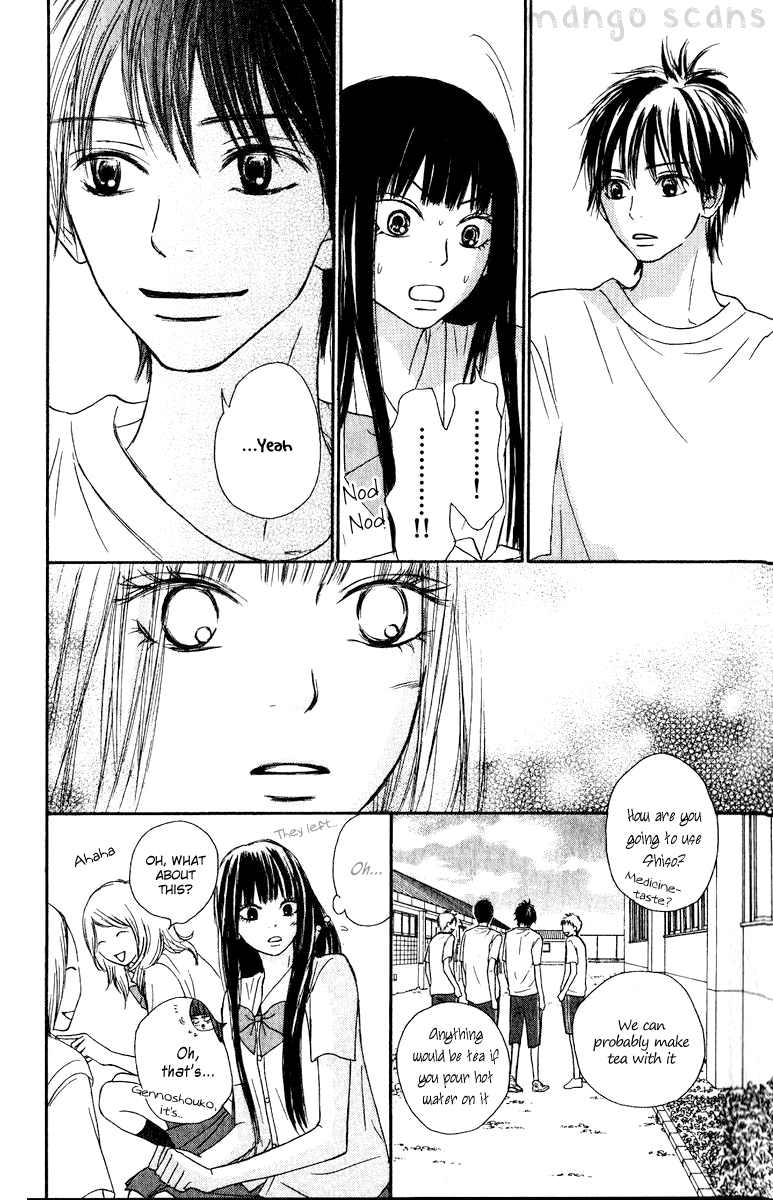 mango scans
.........!
............!!
Nod
Nod
...Yeah
How are you
going to use
Shiso?
Medicine-
taste?
We can
probably make
tea with it
Anything
would be tea if
you pour hot
water on it
They left...
Oh...
OH, WHAT
ABOUT
THIS?
Ahaha
Oh,
that's...
Gennoshouko,
it's..